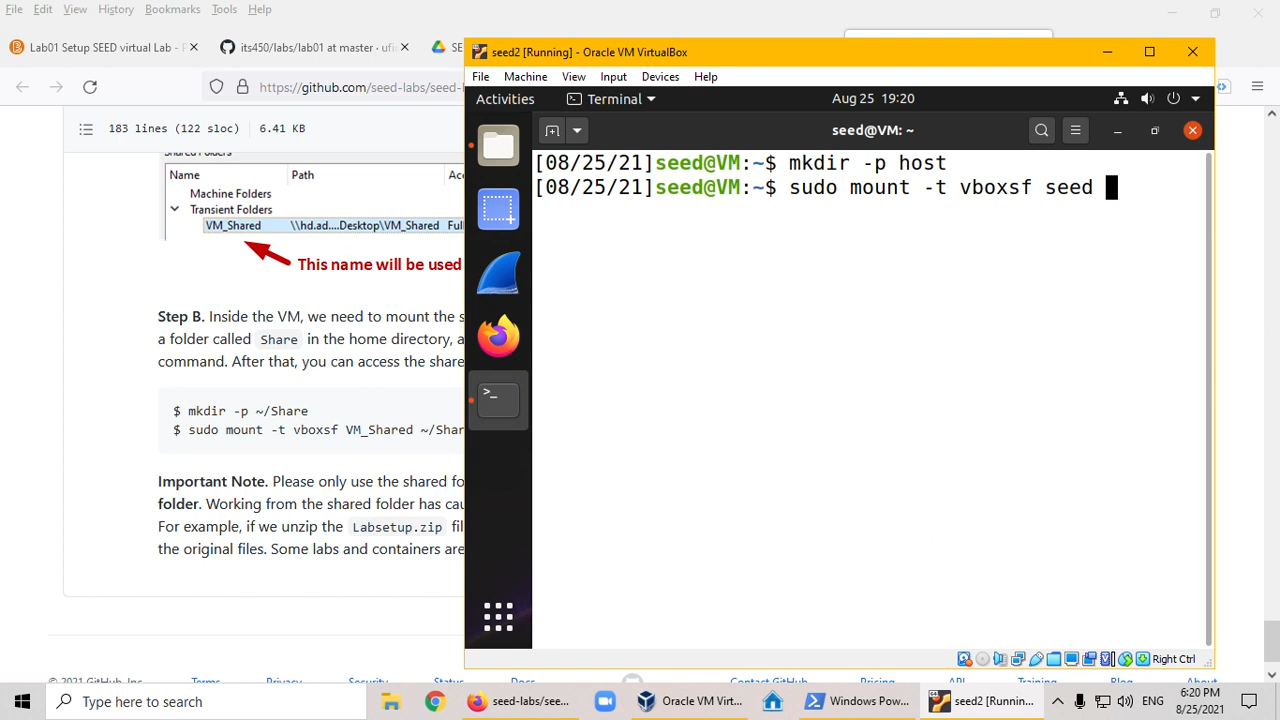 File Edit View History Bookmarks Tools Help
Lab01 Setup SEED virtual Lab -
its450/labs/lab01 at master · ufi
SE
https://github.com/seed-labs/seed-l
183 lines (122 sloc) 6.41 KB
Shared Folders
Name Path Acc
Machine Folders
Transient Folders
VM_Shared \\hd.ad....Desktop\VM_Shared Full
This name will be used
Step B. Inside the VM, we need to mount the s
a folder called Share in the home directory, a
command. After that, you can access the share
$ mkdir -p ~/Share
$ sudo mount -t vboxsf VM_Shared ~/Shar
Important Note. Please only use the shared fo
folder. Working from the shared folder has cau
For example, if we unzip the Labsetup.zip fil
the original files. Some labs and containers are
© 2021 GitHub, Inc. Terms Privacy Security Status Docs Contact GitHub Pricing API Training Blog About
seed2 [Running] - Oracle VM VirtualBox
File Machine View Input Devices Help
Activities Terminal Aug 25 19:20
seed@VM: ~
[08/25/21]seed@VM:~$ mkdir -p host
[08/25/21]seed@VM:~$ sudo mount -t vboxsf seed
Right Ctrl
Type here to search
seed-labs/see...
Oracle VM Virt...
Windows Pow...
seed2 [Runnin...
ENG
6:20 PM
8/25/2021